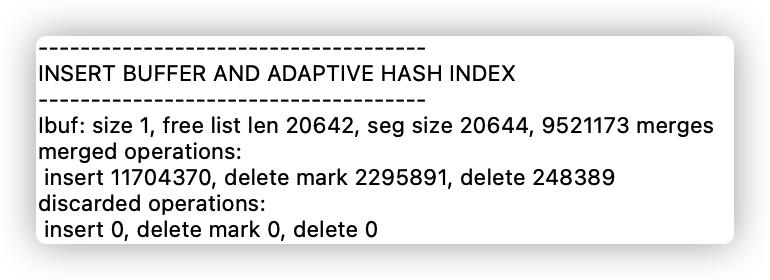 -------------------------------------
INSERT BUFFER AND ADAPTIVE HASH INDEX
-------------------------------------
Ibuf: size 1, free list len 20642, seg size 20644, 9521173 merges
merged operations:
insert 11704370, delete mark 2295891, delete 248389
discarded operations:
insert 0, delete mark 0, delete 0